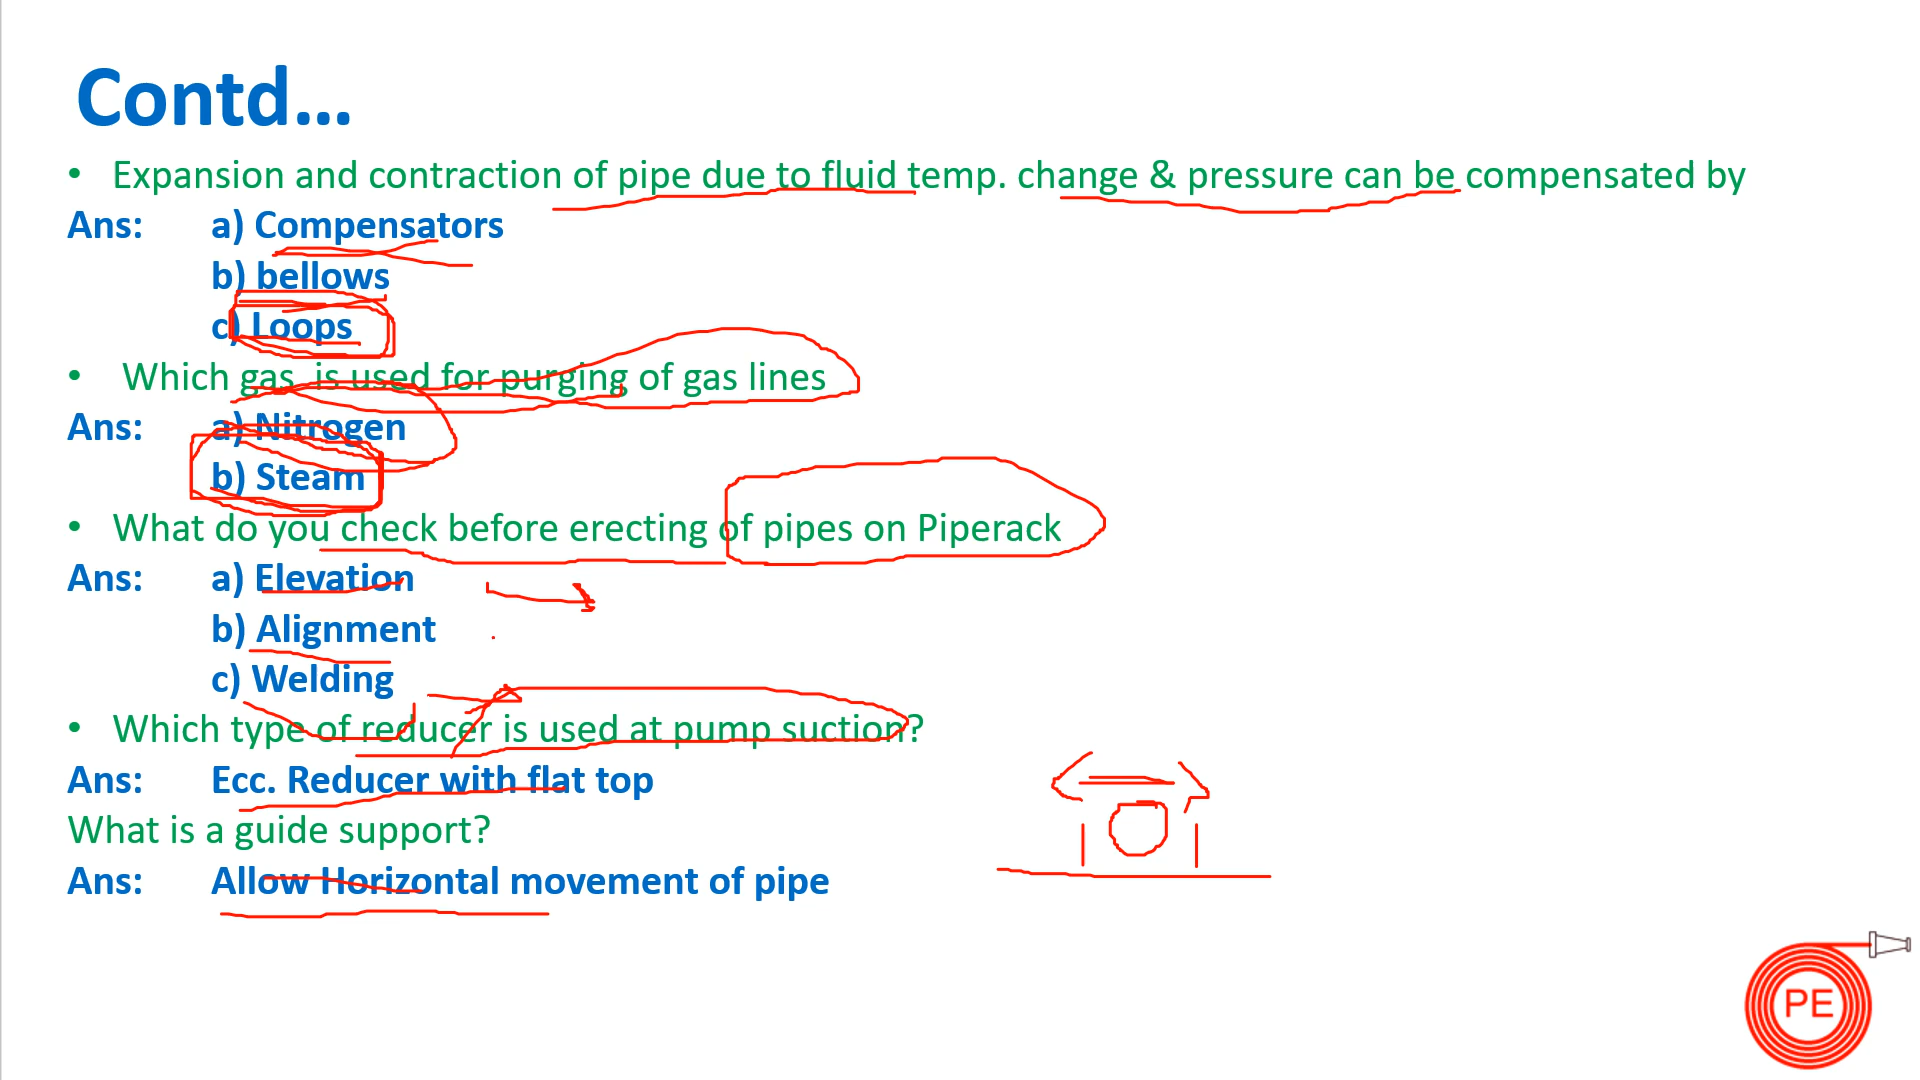 Contd...
• Expansion and contraction of pipe due to fluid temp. change & pressure can be compensated by
Ans: a) Compensators
b) bellows
c) Loops
• Which gas is used for purging of gas lines
Ans: a) Nitrogen
b) Steam
• What do you check before erecting of pipes on Piperack
Ans: a) Elevation
b) Alignment
c) Welding
• Which type of reducer is used at pump suction?
Ans: Ecc. Reducer with flat top
What is a guide support?
Ans: Allow Horizontal movement of pipe
PE